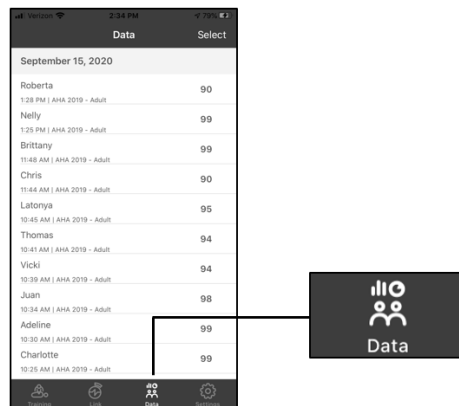 Verizon 2:34 PM 79%
Data Select
September 15, 2020
Roberta 90
1:28 PM | AHA 2019 - Adult
Nelly 99
1:25 PM | AHA 2019 - Adult
Brittany 99
11:48 AM | AHA 2019 - Adult
Chris 90
11:44 AM | AHA 2019 - Adult
Latonya 95
10:45 AM | AHA 2019 - Adult
Thomas 94
10:41 AM | AHA 2019 - Adult
Vicki 94
10:39 AM | AHA 2019 - Adult
Juan 98
10:34 AM | AHA 2019 - Adult
Adeline 99
10:30 AM | AHA 2019 - Adult
Charlotte 99
10:25 AM | AHA 2019 - Adult
Training Link Data Settings
Data